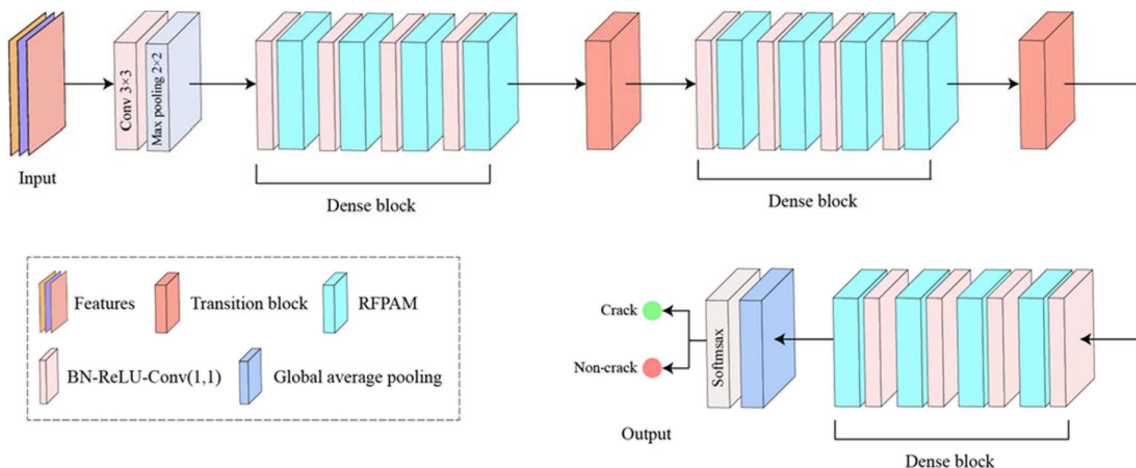 Input
Conv 3×3
Max pooling 2×2
Dense block
Dense block
Features
Transition block
RFPAM
BN-ReLU-Conv(1,1)
Global average pooling
Crack
Non-crack
Softmsax
Output
Dense block